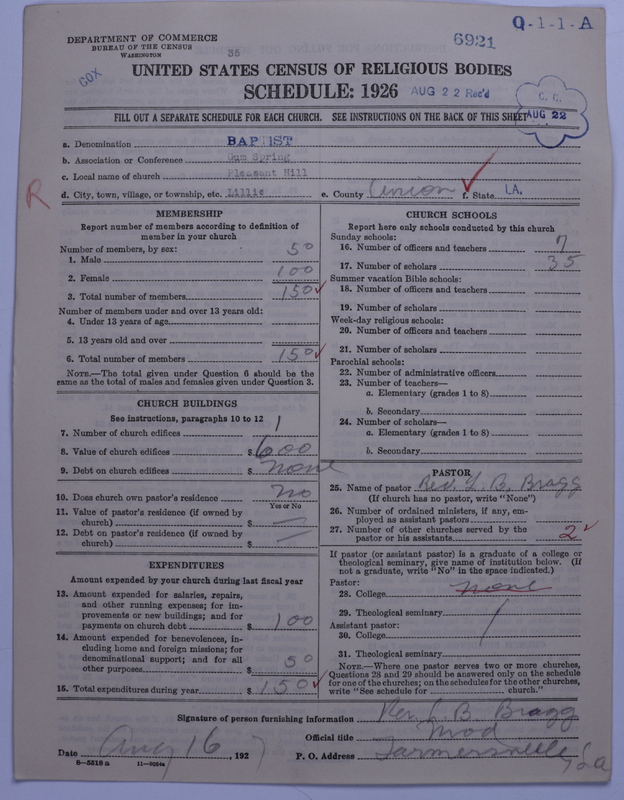 Q-1-1-A
DEPARTMENT OF COMMERCE
BUREAU OF THE CENSUS
WASHINGTON
35
6921
COX
UNITED STATES CENSUS OF RELIGIOUS BODIES
SCHEDULE: 1926
AUG 22 Rec'd
C. C.
AUG 22
FILL OUT A SEPARATE SCHEDULE FOR EACH CHURCH. SEE INSTRUCTIONS ON THE BACK OF THIS SHEET
a. Denomination BAPTIST
b. Association or Conference Gum Spring
c. Local name of church Pleasant Hill
d. City, town, village, or township, etc. Lillie e. County Union f. State LA.
R
MEMBERSHIP
Report number of members according to definition of
member in your church
Number of members, by sex:
1. Male 50
2. Female 100
3. Total number of members 150
Number of members under and over 13 years old:
4. Under 13 years of age
5. 13 years old and over
6. Total number of members 150
NOTE.—The total given under Question 6 should be the
same as the total of males and females given under Question 3.
CHURCH BUILDINGS
See instructions, paragraphs 10 to 12
7. Number of church edifices 1
8. Value of church edifices $ 600
9. Debt on church edifices $ none
10. Does church own pastor's residence no
Yes or No
11. Value of pastor's residence (if owned by
church) $ —
12. Debt on pastor's residence (if owned by
church) $ —
EXPENDITURES
Amount expended by your church during last fiscal year
13. Amount expended for salaries, repairs,
and other running expenses; for im-
provements or new buildings; and for
payments on church debt $ 100
14. Amount expended for benevolences, in-
cluding home and foreign missions; for
denominational support; and for all
other purposes $ 50
15. Total expenditures during year $ 150
CHURCH SCHOOLS
Report here only schools conducted by this church
Sunday schools:
16. Number of officers and teachers 7
17. Number of scholars 35
Summer vacation Bible schools:
18. Number of officers and teachers
19. Number of scholars
Week-day religious schools:
20. Number of officers and teachers
21. Number of scholars
Parochial schools:
22. Number of administrative officers
23. Number of teachers—
a. Elementary (grades 1 to 8)
b. Secondary
24. Number of scholars—
a. Elementary (grades 1 to 8)
b. Secondary
PASTOR
25. Name of pastor Rev. L. B. Bragg
(If church has no pastor, write "None")
26. Number of ordained ministers, if any, em-
ployed as assistant pastors
27. Number of other churches served by the
pastor or his assistants 2
If pastor (or assistant pastor) is a graduate of a college or
theological seminary, give name of institution below. (If
not a graduate, write "No" in the space indicated.)
Pastor:
28. College none
29. Theological seminary
Assistant pastor:
30. College
31. Theological seminary
NOTE.—Where one pastor serves two or more churches,
Questions 28 and 29 should be answered only on the schedule
for one of the churches; on the schedules for the other churches,
write "See schedule for church."
Signature of person furnishing information Rev. L. B. Bragg
Official title Mod
Date Aug 16, 1927 P. O. Address Farmersville La
8—5318 a 11—9034a